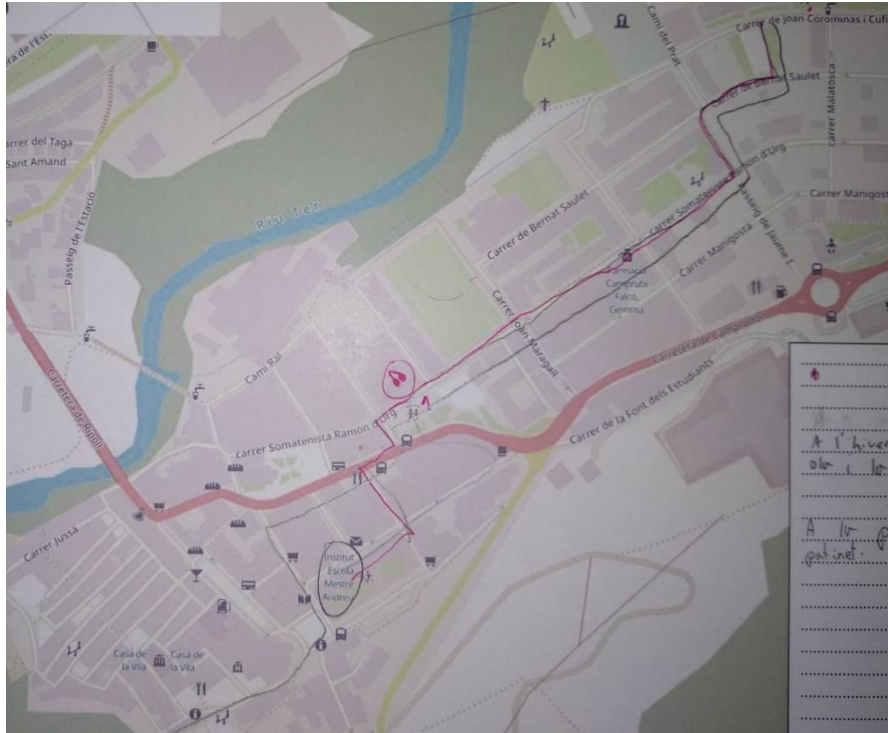 Carrer de Joan Corominas i Cufí
Camí del Prat
Carrer de Bernat Saulet
Carrer Malatosca
arrer del Taga
Sant Amand
Passeig de l'Estació
Riu Ter
Carrer Somatenista Ramon d'Urg
Passeig de Jaume I
Carrer Manigost
Carrer de Bernat Saulet
Carrer Manigosta
Farmàcia
Camprubí
Falcó,
Gemma
Carrer Joan Maragall
Carretera de Camprodon
Carrer de la Font dels Estudiants
Camí Ral
Carretera de Ripoll
carrer Somatenista Ramon d'Urg
1
Carrer Jussà
Institut
Escola
Mestre
Andreu
Casa de
la Vila
Casa de
la Vila
A l'hive
A la
patinet.